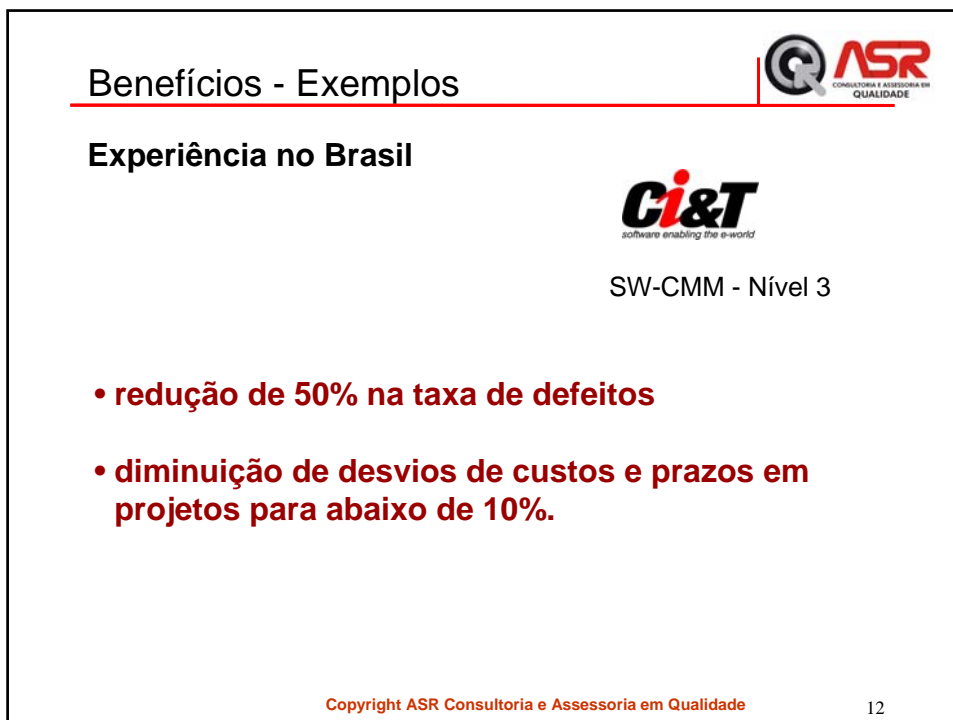 Benefícios - Exemplos
ASR
CONSULTORIA E ASSESSORIA EM
QUALIDADE
Experiência no Brasil
Ci&T
software enabling the e-world
SW-CMM - Nível 3
• redução de 50% na taxa de defeitos
• diminuição de desvios de custos e prazos em
projetos para abaixo de 10%.
Copyright ASR Consultoria e Assessoria em Qualidade
12